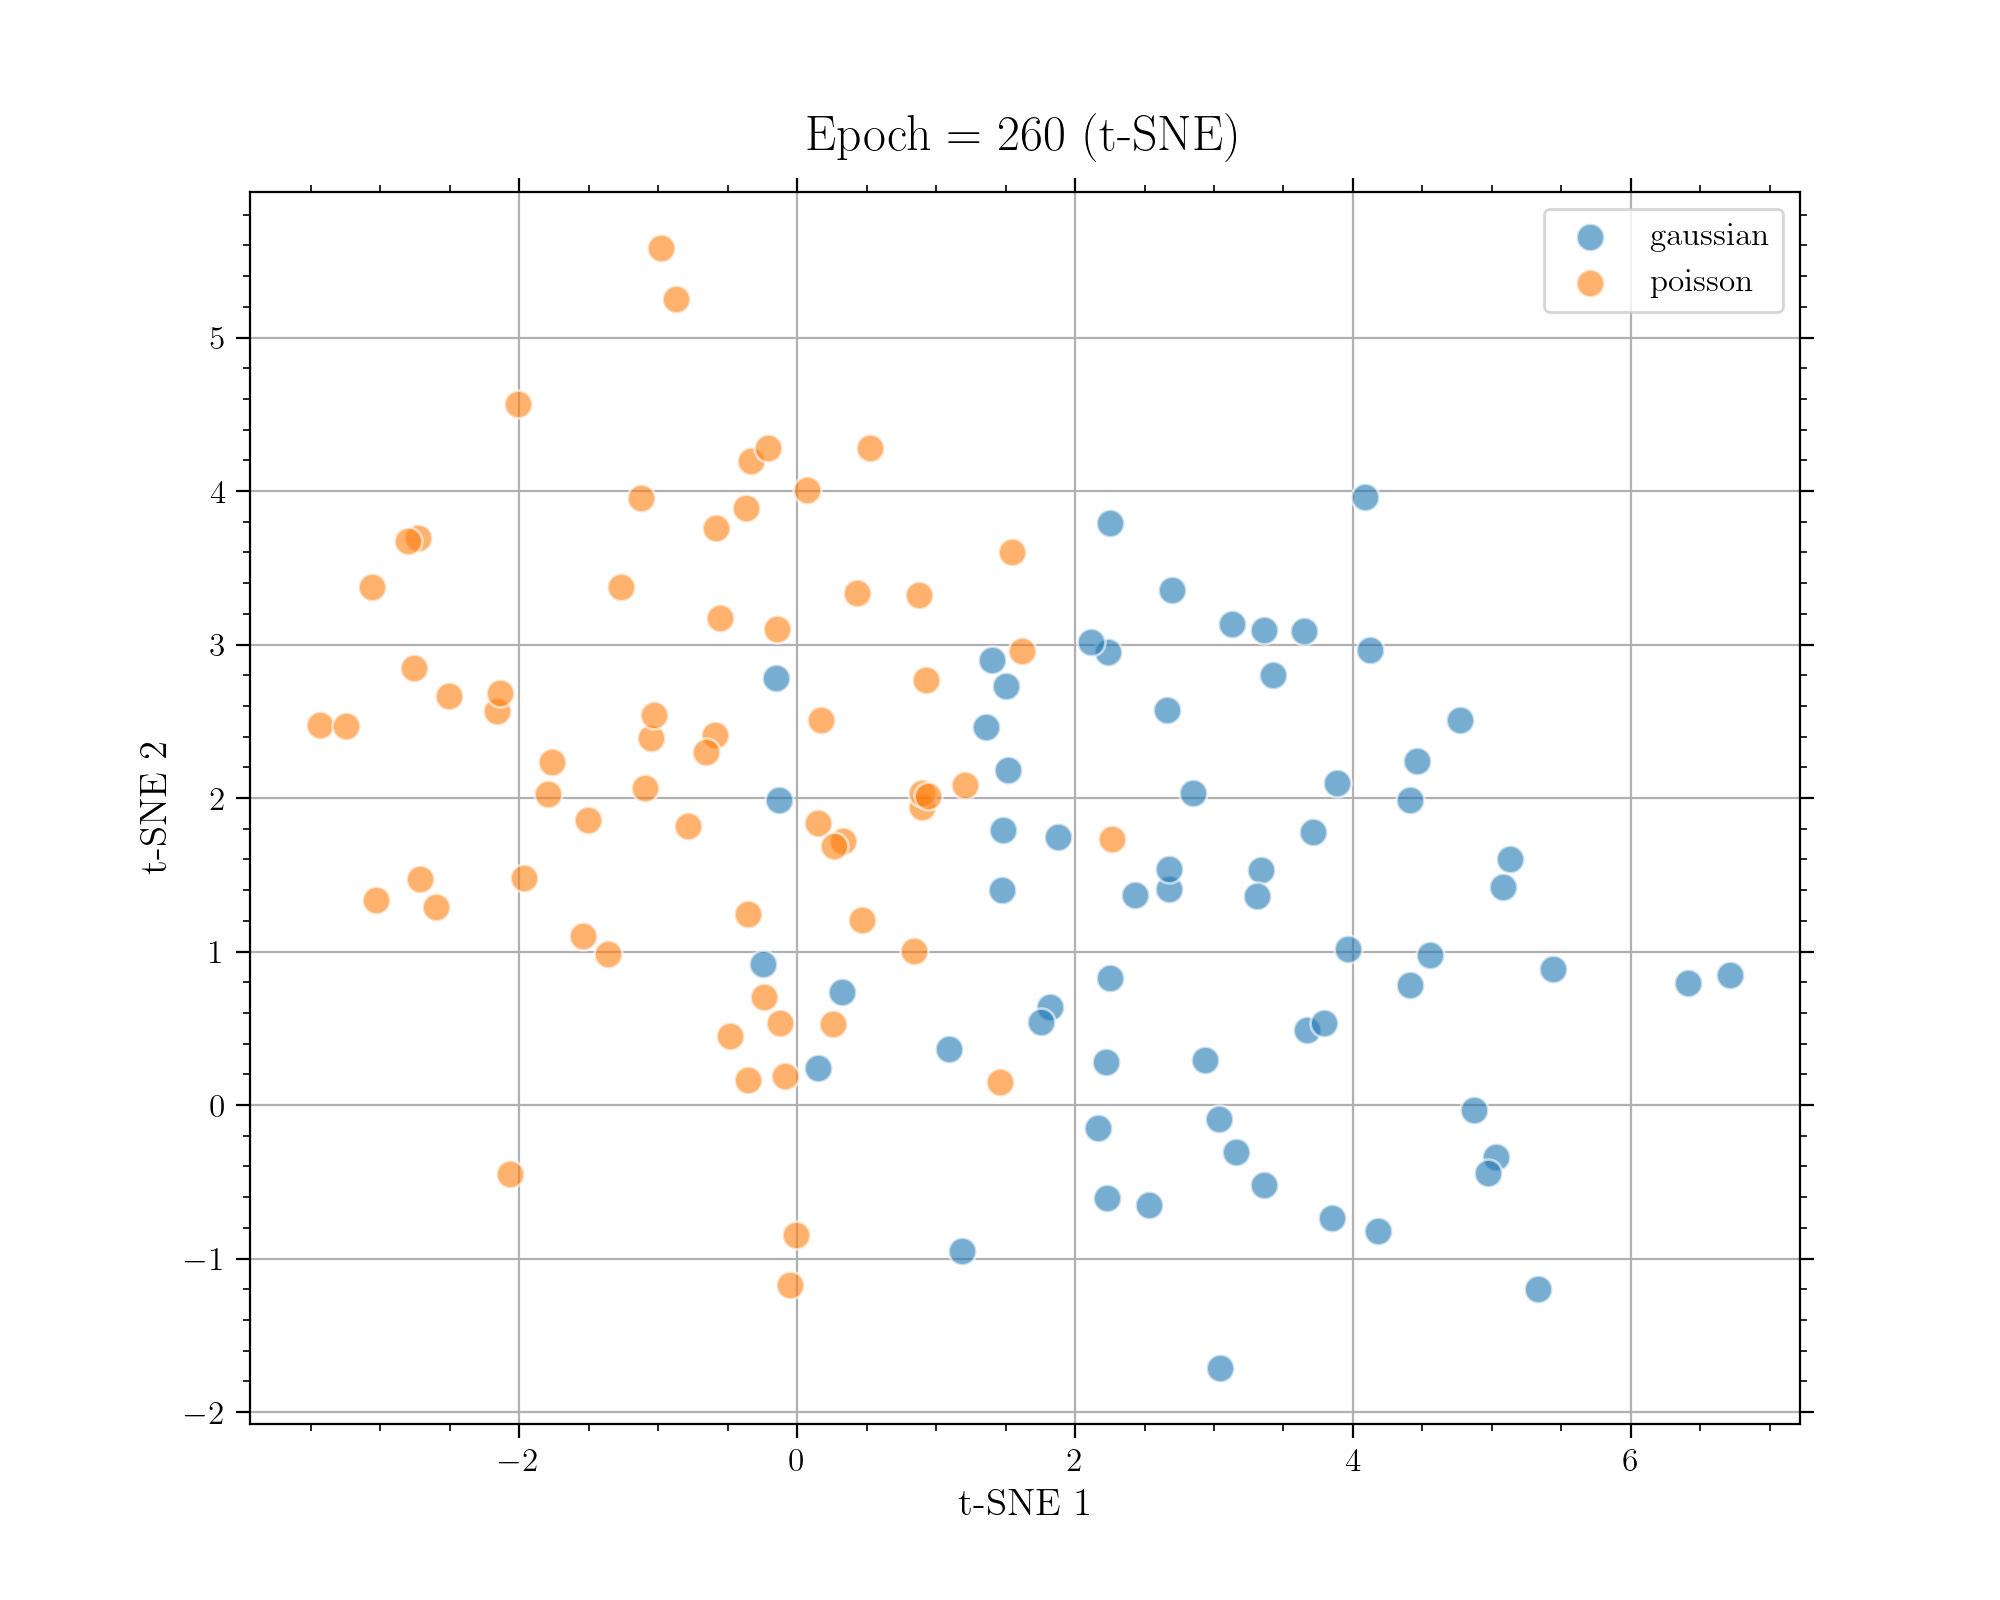 Epoch = 260 (t-SNE)
gaussian
poisson
5
4
3
2
1
0
−1
−2
t-SNE 2
−2 0 2 4 6
t-SNE 1